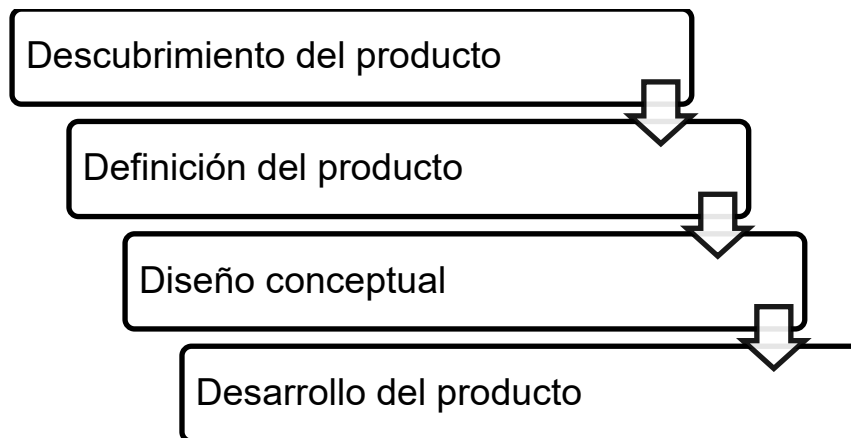 Descubrimiento del producto
Definición del producto
Diseño conceptual
Desarrollo del producto